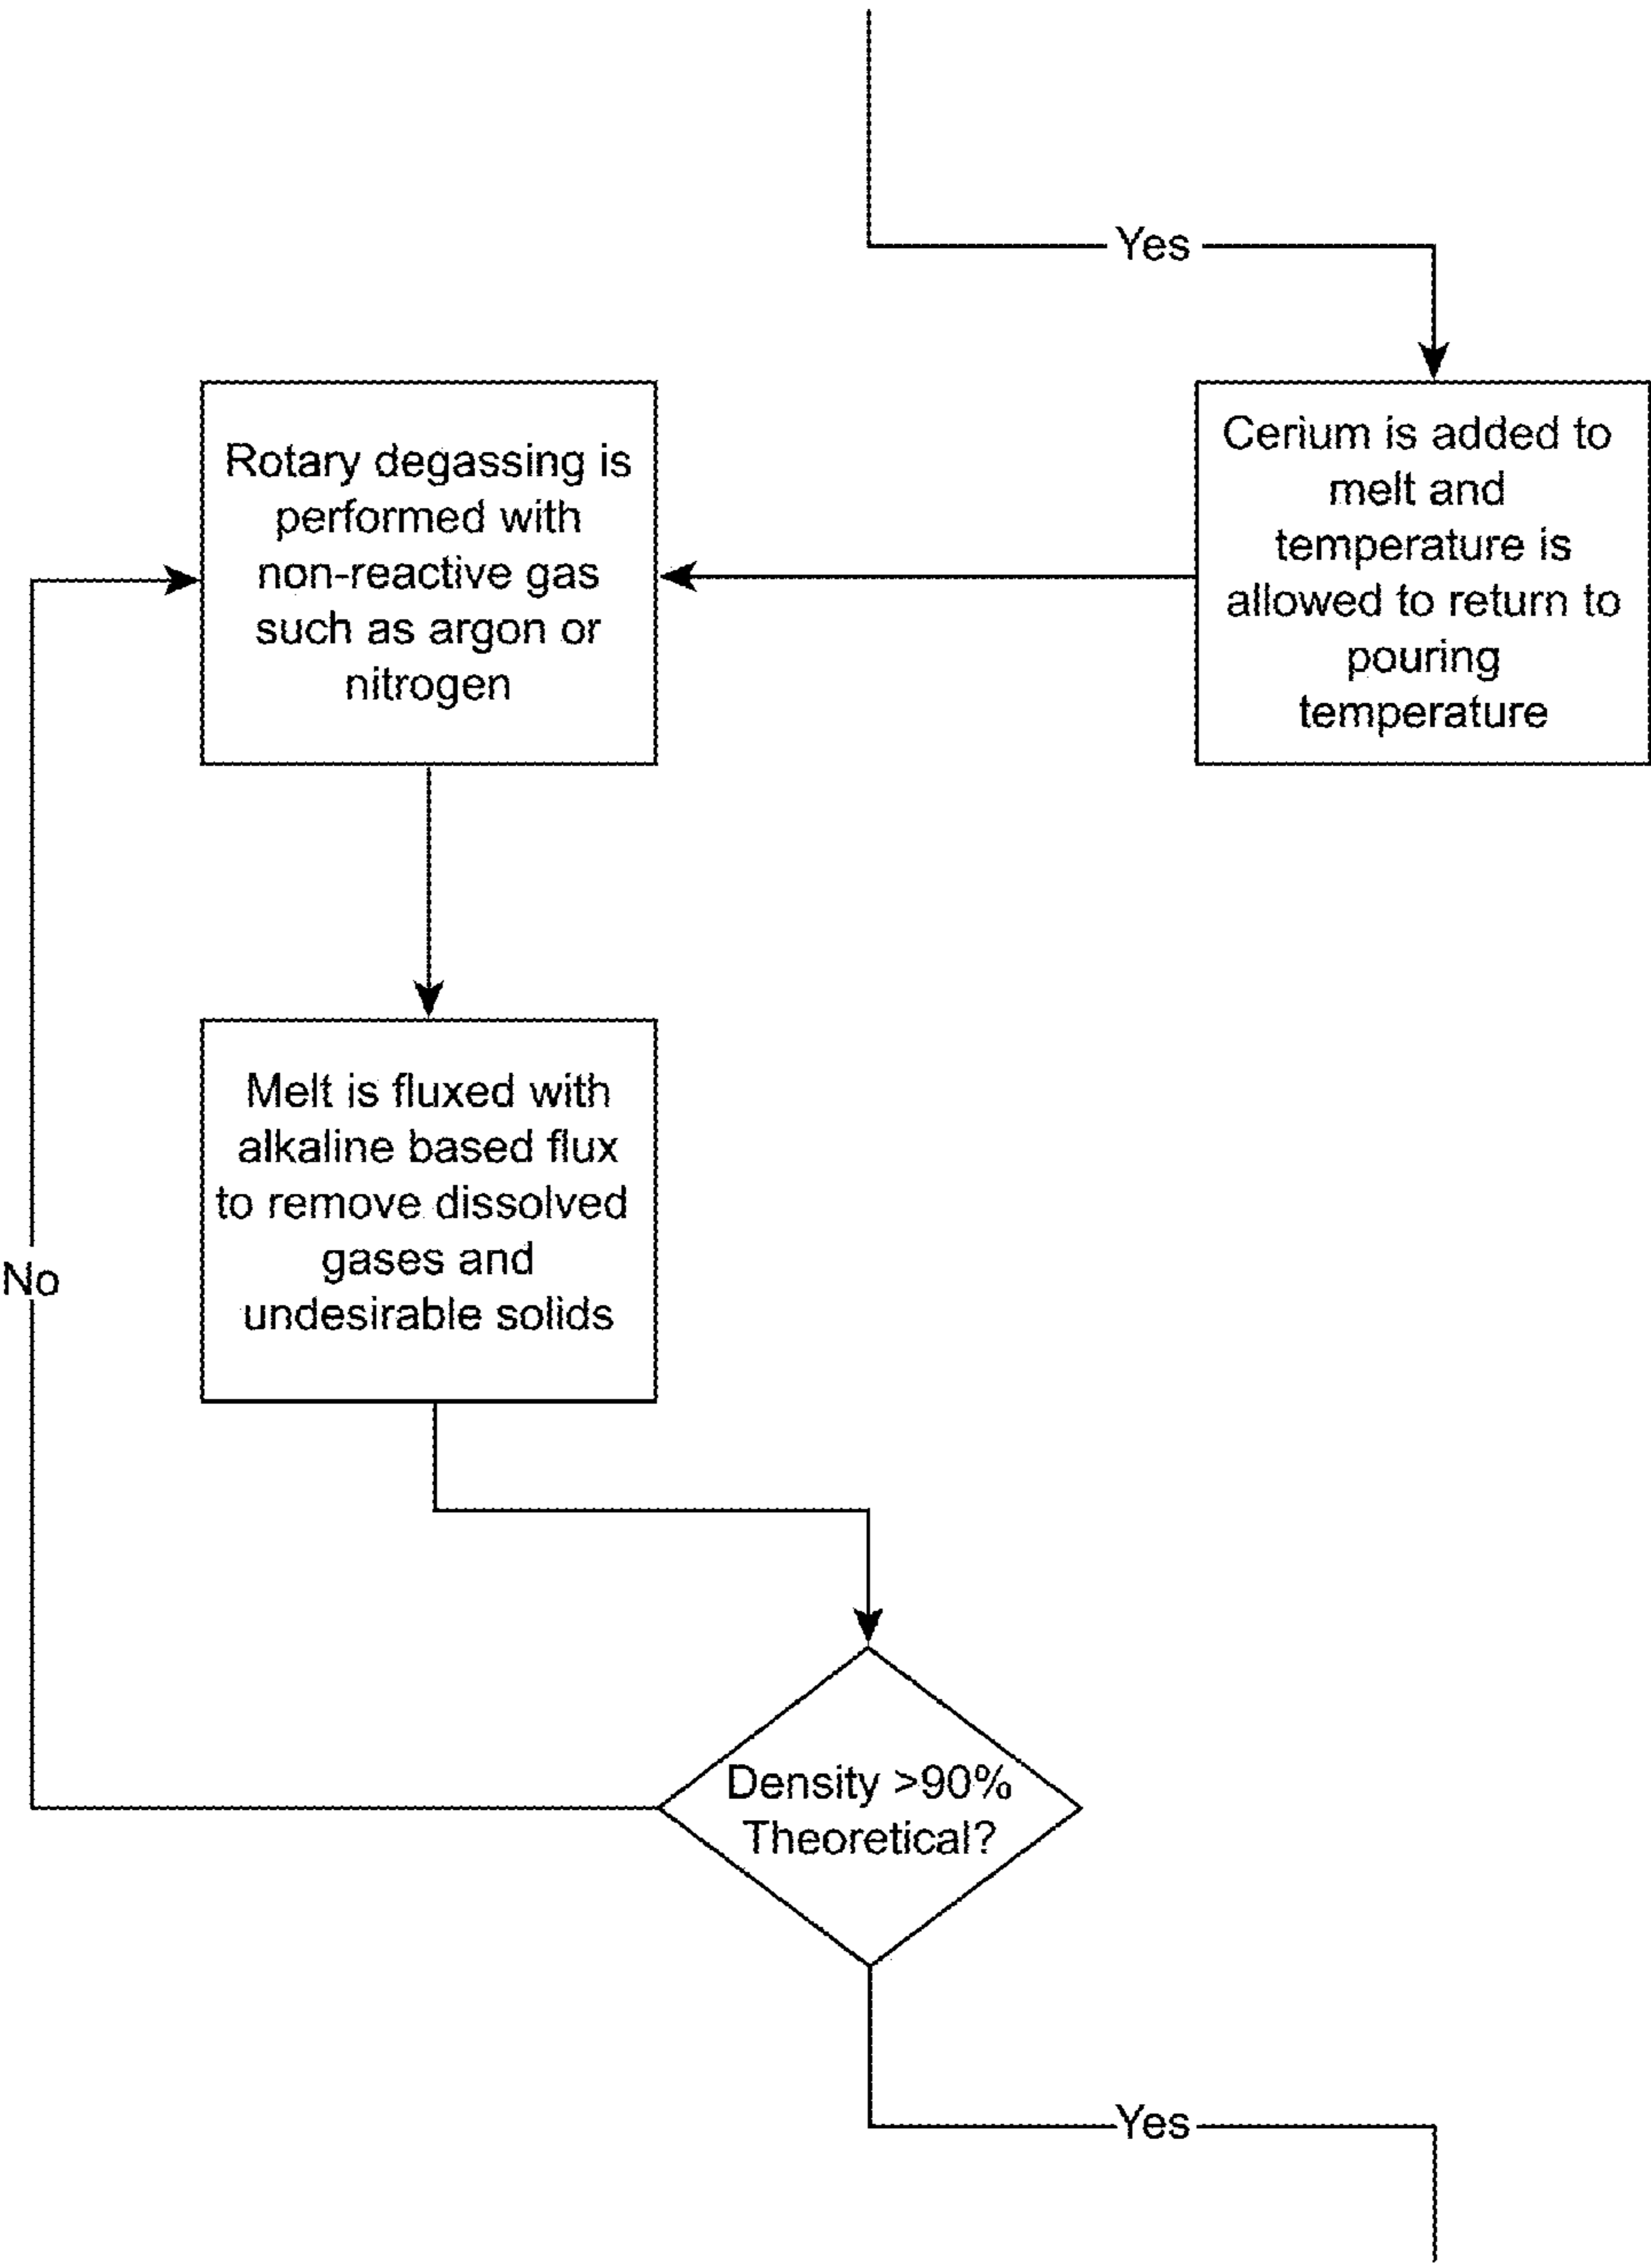 Yes
Cerium is added to
melt and
temperature is
allowed to return to
pouring
temperature
Rotary degassing is
performed with
non-reactive gas
such as argon or
nitrogen
Melt is fluxed with
alkaline based flux
to remove dissolved
gases and
undesirable solids
No
Density >90%
Theoretical?
Yes